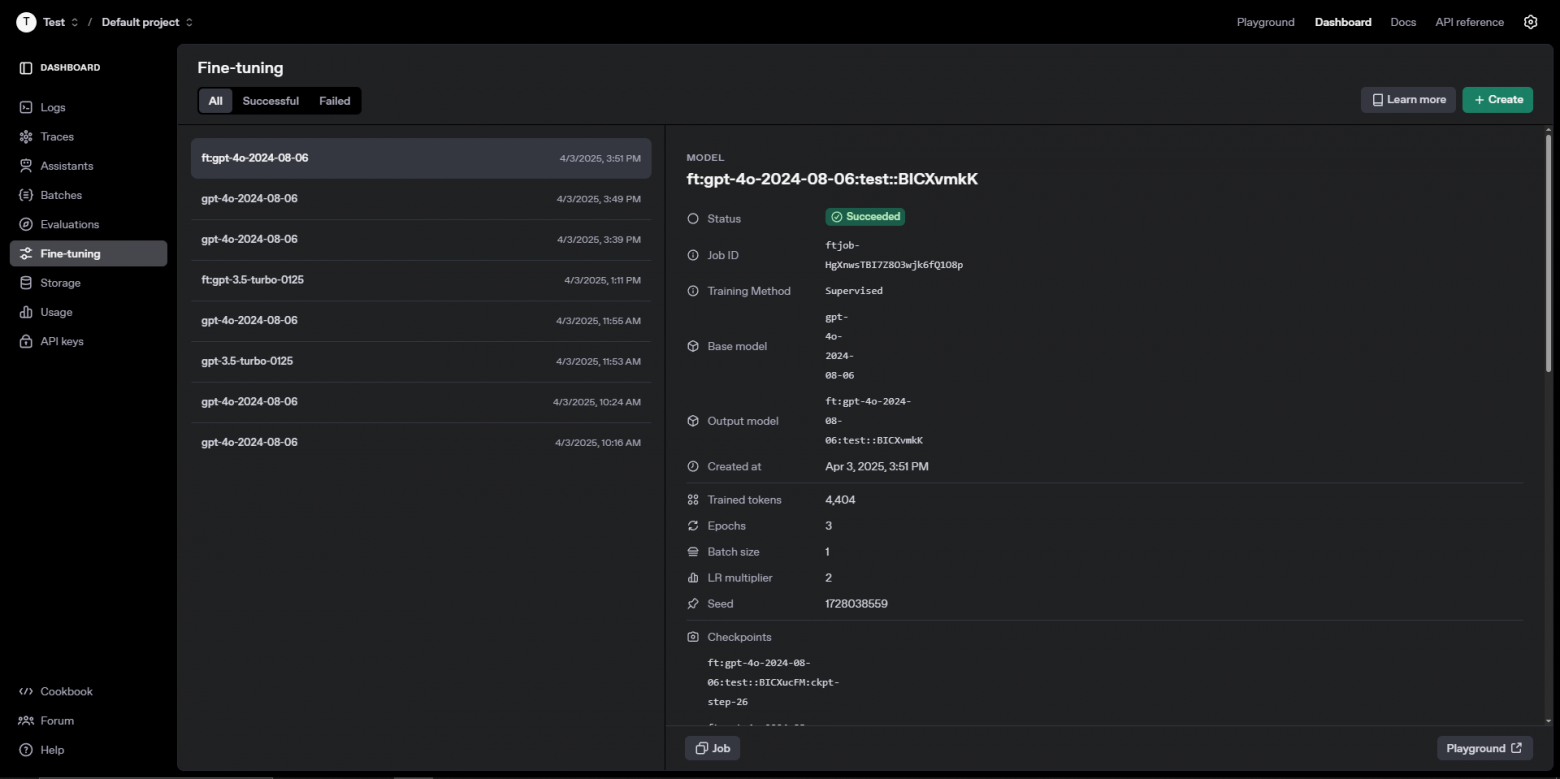 T Test / Default project
Playground Dashboard Docs API reference
DASHBOARD
Logs
Traces
Assistants
Batches
Evaluations
Fine-tuning
Storage
Usage
API keys
Cookbook
Forum
Help
Fine-tuning
All Successful Failed
Learn more + Create
ft:gpt-4o-2024-08-06 4/3/2025, 3:51 PM
gpt-4o-2024-08-06 4/3/2025, 3:49 PM
gpt-4o-2024-08-06 4/3/2025, 3:39 PM
ft:gpt-3.5-turbo-0125 4/3/2025, 1:11 PM
gpt-4o-2024-08-06 4/3/2025, 11:55 AM
gpt-3.5-turbo-0125 4/3/2025, 11:53 AM
gpt-4o-2024-08-06 4/3/2025, 10:24 AM
gpt-4o-2024-08-06 4/3/2025, 10:16 AM
MODEL
ft:gpt-4o-2024-08-06:test::BICXvmkK
Status Succeeded
Job ID ftjob-
HgXnwsTBI7Z8O3wjk6fQ1O8p
Training Method Supervised
Base model gpt-
4o-
2024-
08-06
Output model ft:gpt-4o-2024-
08-
06:test::BICXvmkK
Created at Apr 3, 2025, 3:51 PM
Trained tokens 4,404
Epochs 3
Batch size 1
LR multiplier 2
Seed 1728038559
Checkpoints
ft:gpt-4o-2024-08-
06:test::BICXucFM:ckpt-
step-26
Job
Playground